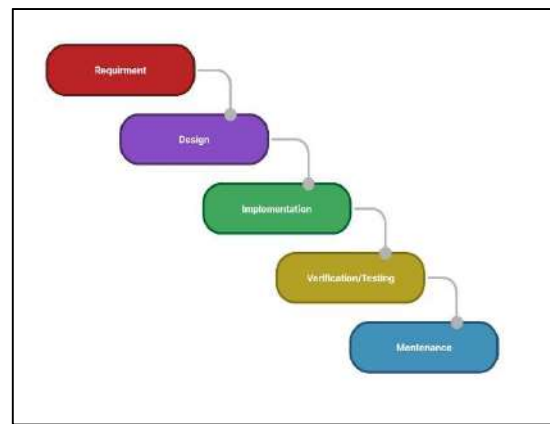 Requirment
Design
Implementation
Verification/Testing
Mentenance